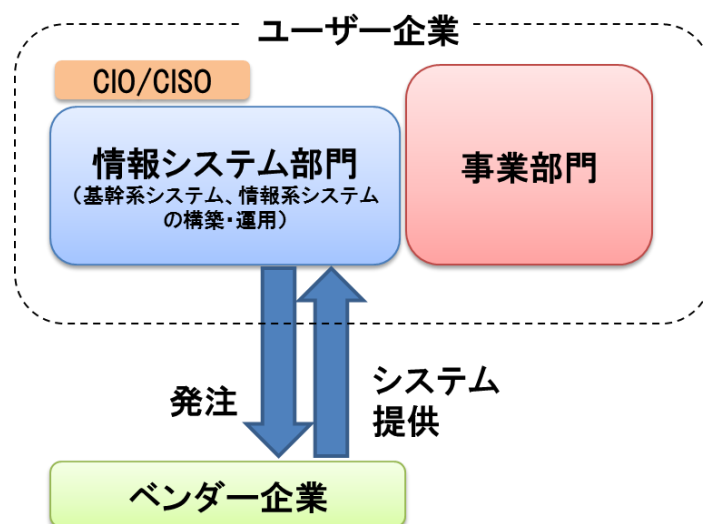 ユーザー企業
CIO/CISO
情報システム部門
（基幹系システム、情報系システム
の構築・運用）
事業部門
発注
システム
提供
ベンダー企業